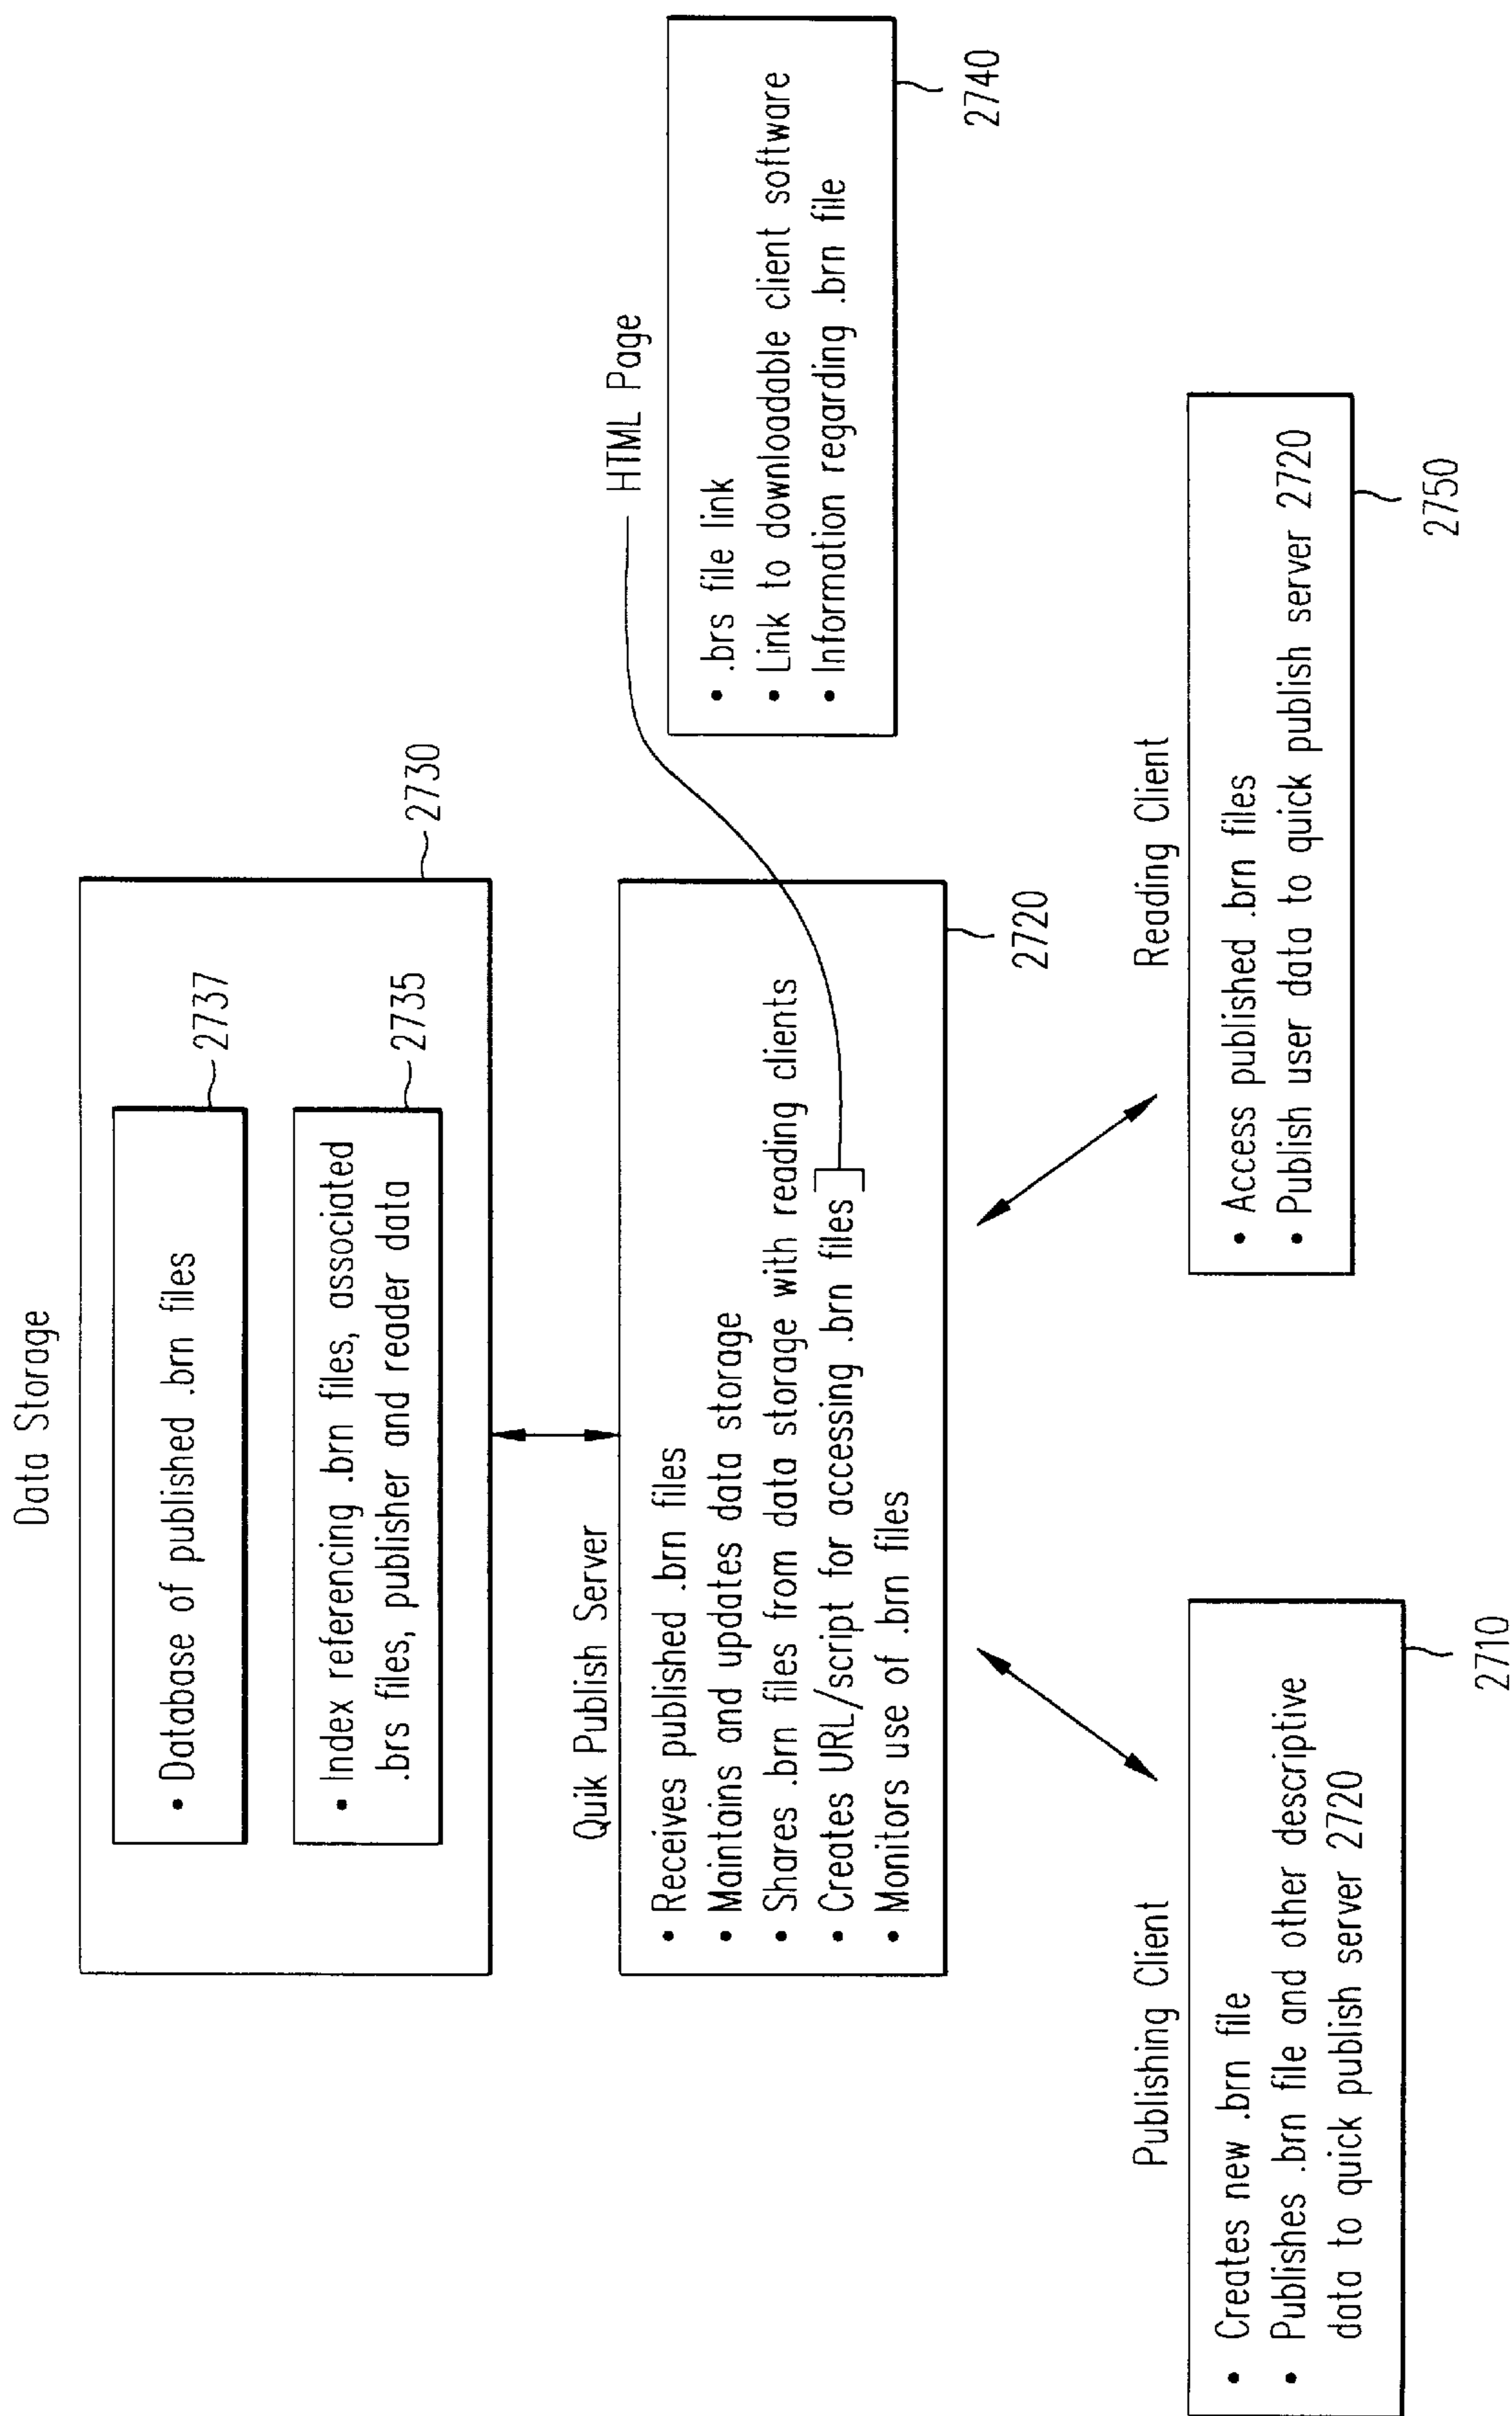 Data Storage
• Database of published .brn files
2737
• Index referencing .brn files, associated
.brs files, publisher and reader data
2735
2730
Quik Publish Server
• Receives published .brn files
• Maintains and updates data storage
• Shares .brn files from data storage with reading clients
• Creates URL/script for accessing .brn files
• Monitors use of .brn files
2720
HTML Page
• .brs file link
• Link to downloadable client software
• Information regarding .brn file
2740
Publishing Client
• Creates new .brn file
• Publishes .brn file and other descriptive
data to quick publish server 2720
2710
Reading Client
• Access published .brn files
• Publish user data to quick publish server 2720
2750